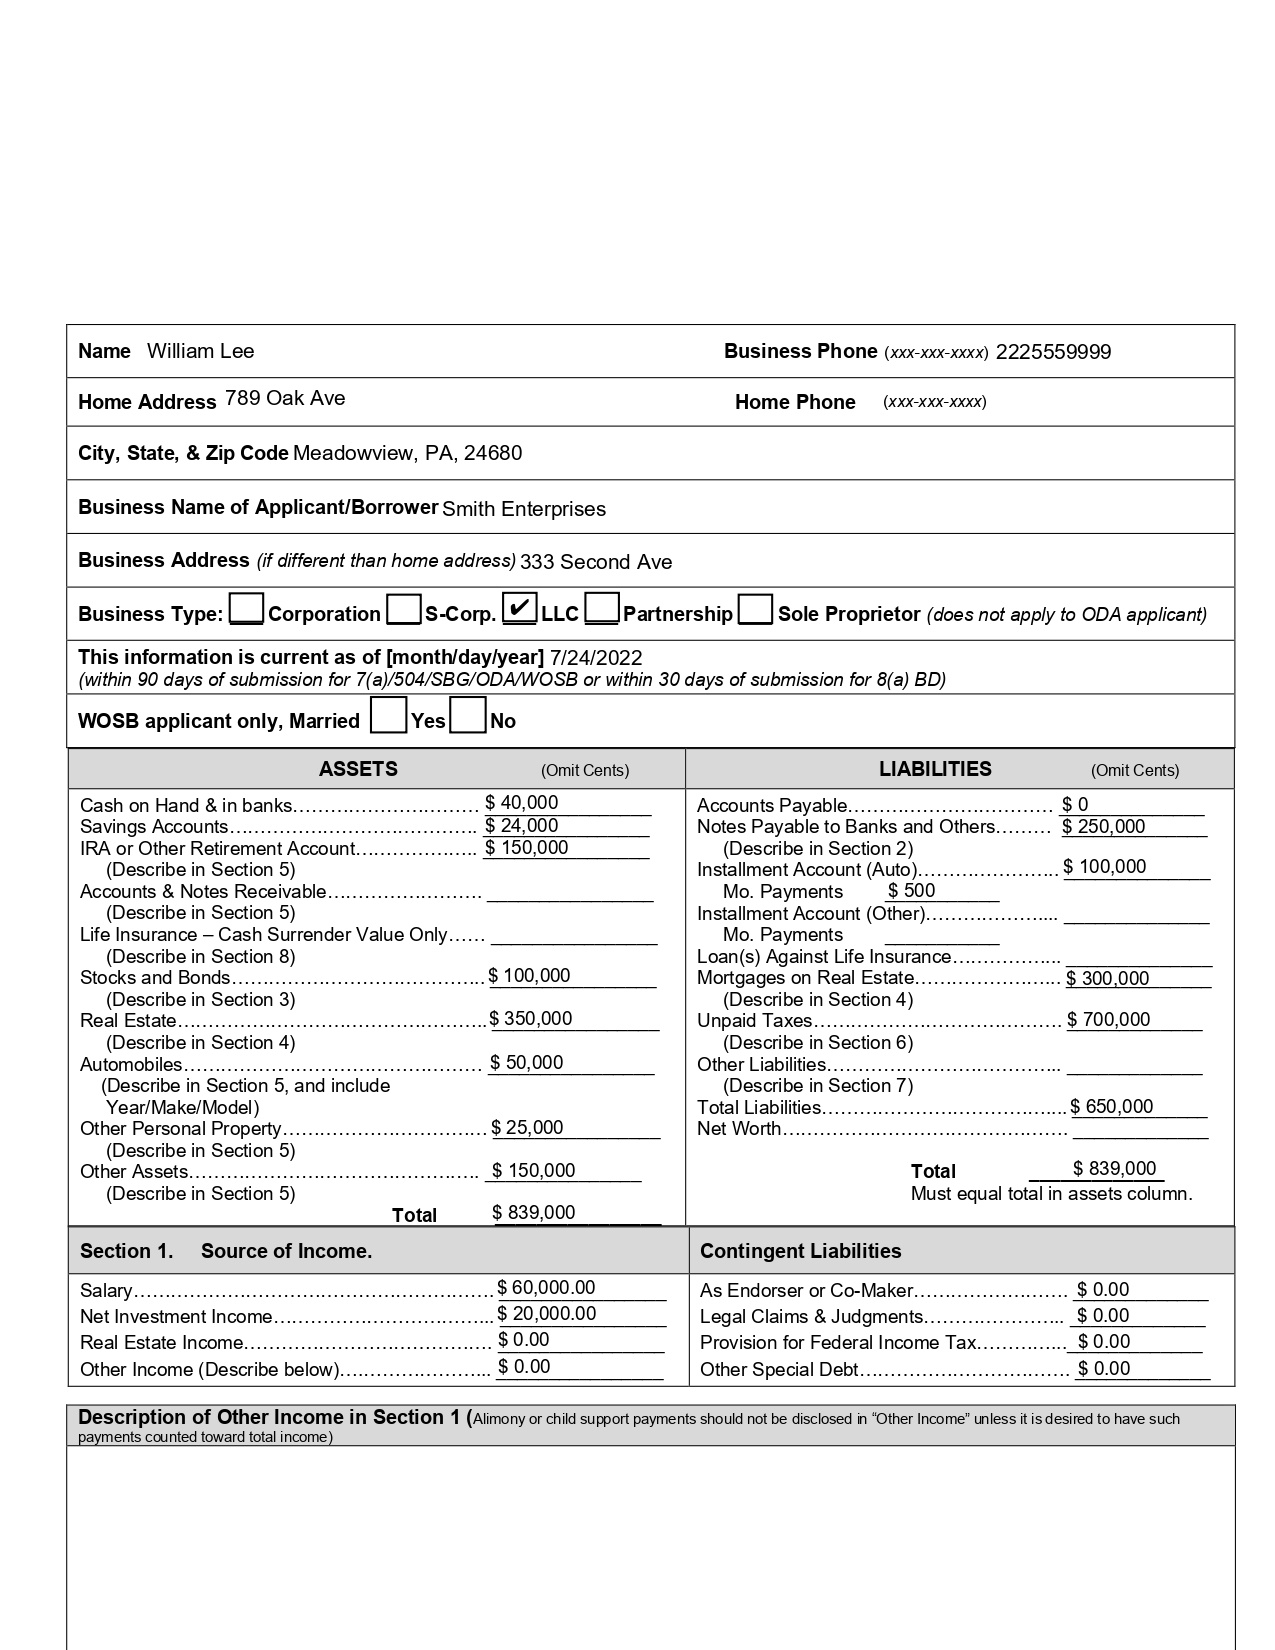 Name William Lee Business Phone (xxx-xxx-xxxx) 2225559999
Home Address 789 Oak Ave Home Phone (xxx-xxx-xxxx)
City, State, & Zip Code Meadowview, PA, 24680
Business Name of Applicant/Borrower Smith Enterprises
Business Address (if different than home address) 333 Second Ave
Business Type: Corporation S-Corp. ✔ LLC Partnership Sole Proprietor (does not apply to ODA applicant)
This information is current as of [month/day/year] 7/24/2022
(within 90 days of submission for 7(a)/504/SBG/ODA/WOSB or within 30 days of submission for 8(a) BD)
WOSB applicant only, Married Yes No
ASSETS (Omit Cents)
Cash on Hand & in banks………………………… $ 40,000
Savings Accounts………………………………….. $ 24,000
IRA or Other Retirement Account……………….. $ 150,000
(Describe in Section 5)
Accounts & Notes Receivable……………………
(Describe in Section 5)
Life Insurance – Cash Surrender Value Only……
(Describe in Section 8)
Stocks and Bonds………………………………….. $ 100,000
(Describe in Section 3)
Real Estate………………………………………….. $ 350,000
(Describe in Section 4)
Automobiles………………………………………… $ 50,000
(Describe in Section 5, and include
Year/Make/Model)
Other Personal Property…………………………… $ 25,000
(Describe in Section 5)
Other Assets……………………………………….. $ 150,000
(Describe in Section 5)
Total $ 839,000
LIABILITIES (Omit Cents)
Accounts Payable…………………………… $ 0
Notes Payable to Banks and Others……… $ 250,000
(Describe in Section 2)
Installment Account (Auto)………………….. $ 100,000
Mo. Payments $ 500
Installment Account (Other)………………....
Mo. Payments
Loan(s) Against Life Insurance……………...
Mortgages on Real Estate………………….. $ 300,000
(Describe in Section 4)
Unpaid Taxes………………………………… $ 700,000
(Describe in Section 6)
Other Liabilities………………………………..
(Describe in Section 7)
Total Liabilities………………………………... $ 650,000
Net Worth………………………………………
Total $ 839,000
Must equal total in assets column.
Section 1. Source of Income.
Salary………………………………………………… $ 60,000.00
Net Investment Income……………………………... $ 20,000.00
Real Estate Income…………………………………. $ 0.00
Other Income (Describe below)…………………... $ 0.00
Contingent Liabilities
As Endorser or Co-Maker……………………. $ 0.00
Legal Claims & Judgments………………….. $ 0.00
Provision for Federal Income Tax………….. $ 0.00
Other Special Debt……………………………. $ 0.00
Description of Other Income in Section 1 (Alimony or child support payments should not be disclosed in “Other Income” unless it is desired to have such
payments counted toward total income)